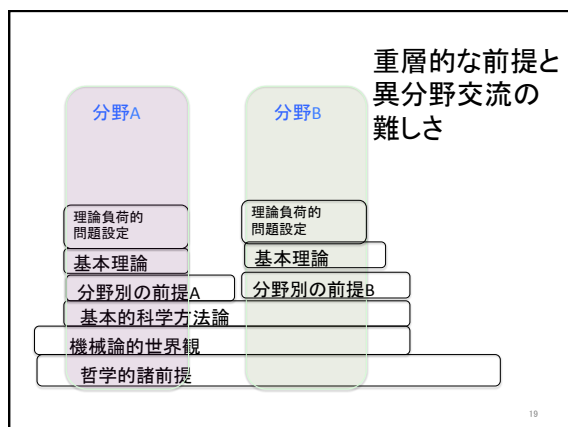 重層的な前提と
異分野交流の
難しさ
分野A
分野B
理論負荷的
問題設定
理論負荷的
問題設定
基本理論
基本理論
分野別の前提A
分野別の前提B
基本的科学方法論
機械論的世界観
哲学的諸前提
19